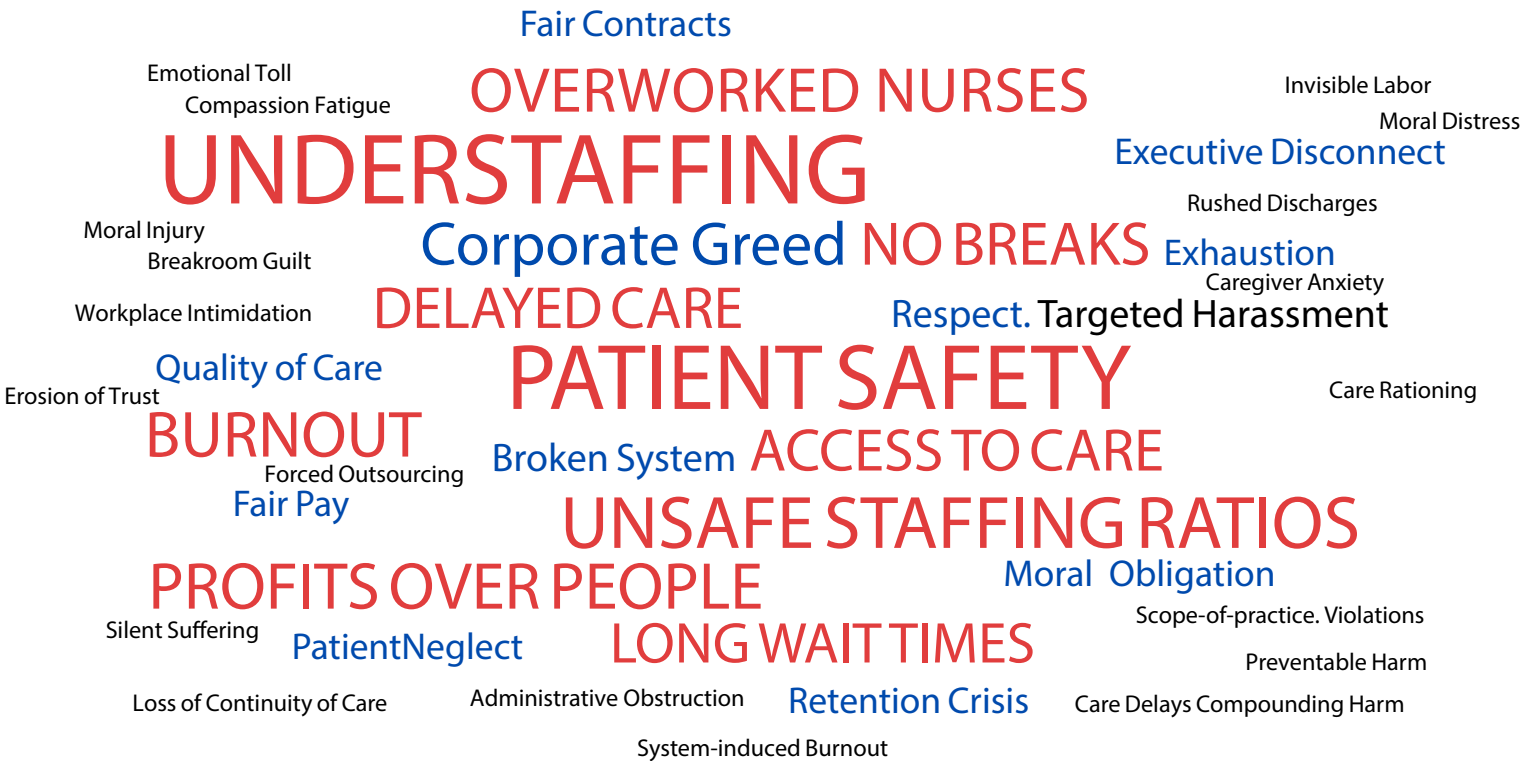 Fair Contracts
Emotional Toll
OVERWORKED NURSES
Invisible Labor
Compassion Fatigue
Moral Distress
UNDERSTAFFING
Executive Disconnect
Rushed Discharges
Moral Injury
Corporate Greed
NO BREAKS
Exhaustion
Breakroom Guilt
Caregiver Anxiety
Workplace Intimidation
DELAYED CARE
Respect.
Targeted Harassment
Quality of Care
PATIENT SAFETY
Erosion of Trust
Care Rationing
BURNOUT
Broken System
ACCESS TO CARE
Forced Outsourcing
Fair Pay
UNSAFE STAFFING RATIOS
PROFITS OVER PEOPLE
Moral Obligation
Scope-of-practice. Violations
Silent Suffering
PatientNeglect
LONG WAIT TIMES
Preventable Harm
Loss of Continuity of Care
Administrative Obstruction
Retention Crisis
Care Delays Compounding Harm
System-induced Burnout